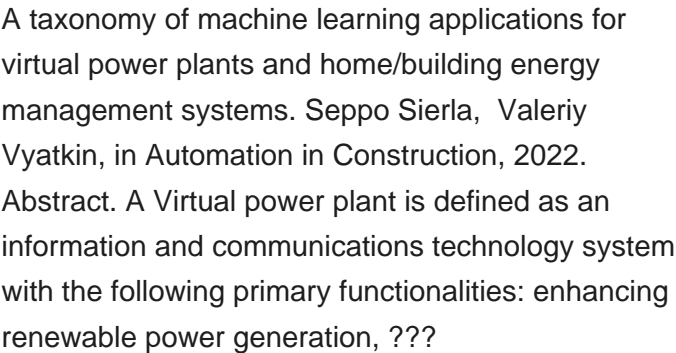 A taxonomy of machine learning applications for
virtual power plants and home/building energy
management systems. Seppo Sierla,  Valeriy
Vyatkin, in Automation in Construction, 2022.
Abstract. A Virtual power plant is defined as an
information and communications technology system
with the following primary functionalities: enhancing
renewable power generation, ???